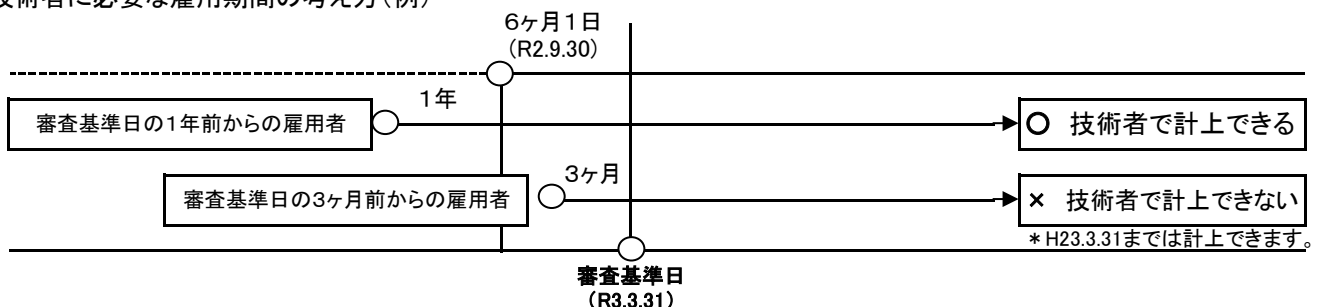 技術者に必要な雇用期間の考え方(例)
6ヶ月1日
(R2.9.30)
1年
審査基準日の1年前からの雇用者
○ 技術者で計上できる
3ヶ月
審査基準日の3ヶ月前からの雇用者
× 技術者で計上できない
*H23.3.31までは計上できます。
審査基準日
(R3.3.31)